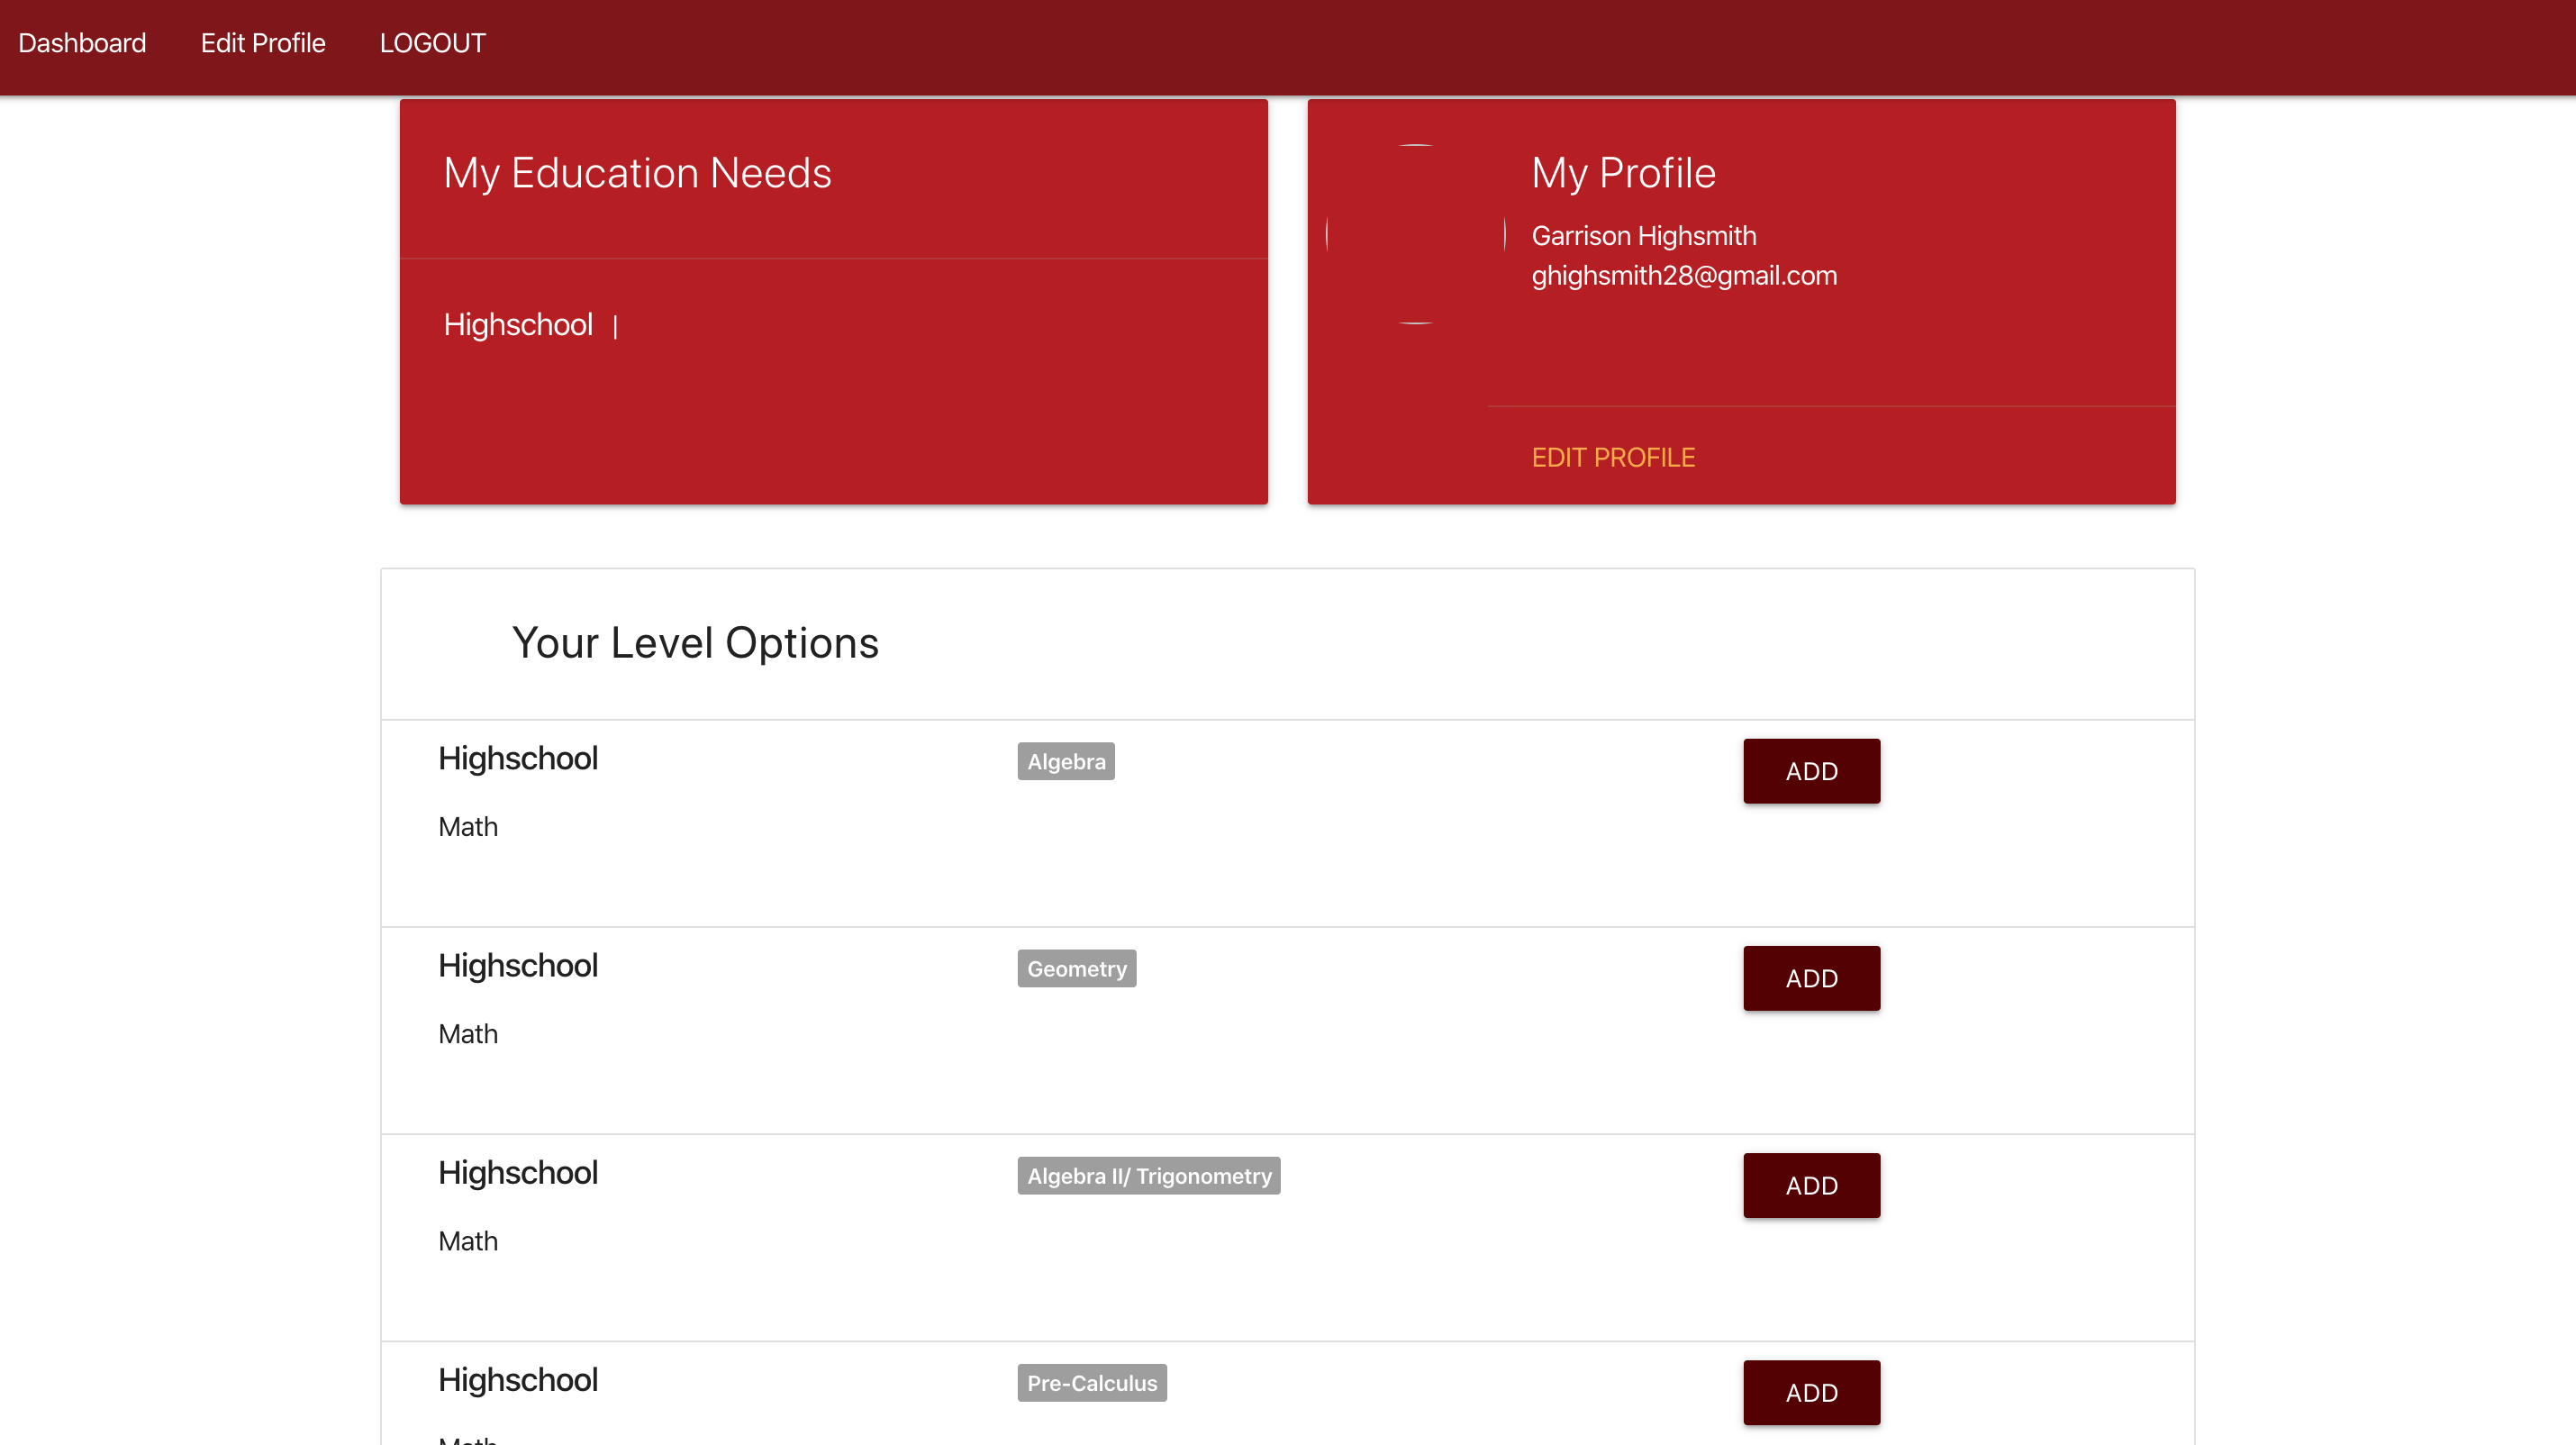 Dashboard Edit Profile LOGOUT
My Education Needs
Highschool |
My Profile
Garrison Highsmith
ghighsmith28@gmail.com
EDIT PROFILE
Your Level Options
Highschool Algebra ADD
Math
Highschool Geometry ADD
Math
Highschool Algebra II/ Trigonometry ADD
Math
Highschool Pre-Calculus ADD